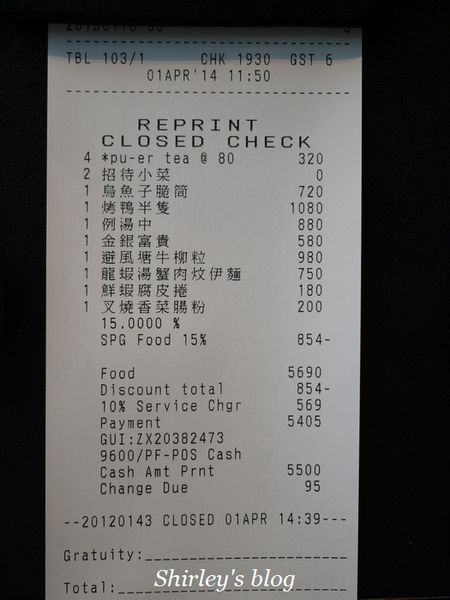 TBL 103/1 CHK 1930 GST 6
01APR'14 11:50
REPRINT
CLOSED CHECK
4 *pu-er tea @ 80 320
2 招待小菜 0
1 烏魚子脆筒 720
1 烤鴨半隻 1080
1 例湯中 880
1 金銀富貴 580
1 避風塘牛柳粒 980
1 龍蝦湯蟹肉炆伊麵 750
1 鮮蝦腐皮捲 180
1 叉燒香菜腸粉 200
15.0000 %
SPG Food 15% 854-
Food 5690
Discount total 854-
10% Service Chgr 569
Payment 5405
GUI:ZX20382473
9600/PF-POS Cash
Cash Amt Prnt 5500
Change Due 95
--20120143 CLOSED 01APR 14:39---
Gratuity:
Total:
Shirley's blog